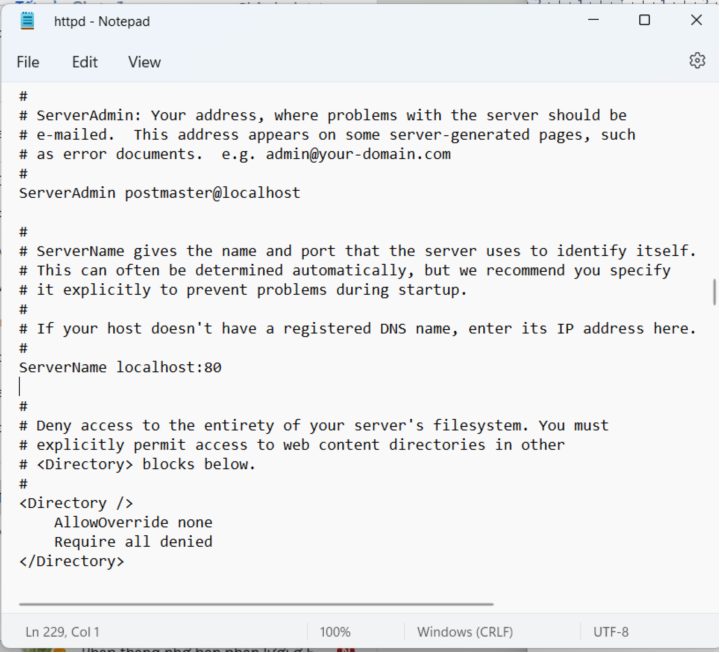 httpd - Notepad
File Edit View
#
# ServerAdmin: Your address, where problems with the server should be
# e-mailed.  This address appears on some server-generated pages, such
# as error documents.  e.g. admin@your-domain.com
#
ServerAdmin postmaster@localhost
#
# ServerName gives the name and port that the server uses to identify itself.
# This can often be determined automatically, but we recommend you specify
# it explicitly to prevent problems during startup.
#
# If your host doesn't have a registered DNS name, enter its IP address here.
#
ServerName localhost:80
#
# Deny access to the entirety of your server's filesystem. You must
# explicitly permit access to web content directories in other
# <Directory> blocks below.
#
<Directory />
    AllowOverride none
    Require all denied
</Directory>
Ln 229, Col 1 100% Windows (CRLF) UTF-8